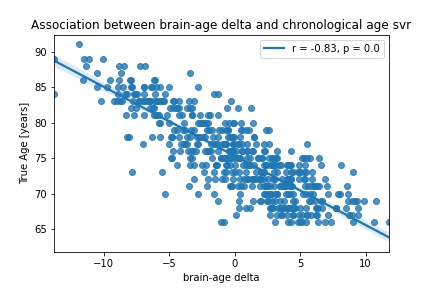 Association between brain-age delta and chronological age svr
r = -0.83, p = 0.0
90
85
80
75
70
65
True Age [years]
−10
−5
0
5
10
brain-age delta